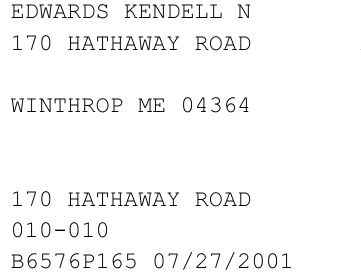 EDWARDS KENDELL N
170 HATHAWAY ROAD
WINTHROP ME 04364
170 HATHAWAY ROAD
010-010
B6576P165 07/27/2001